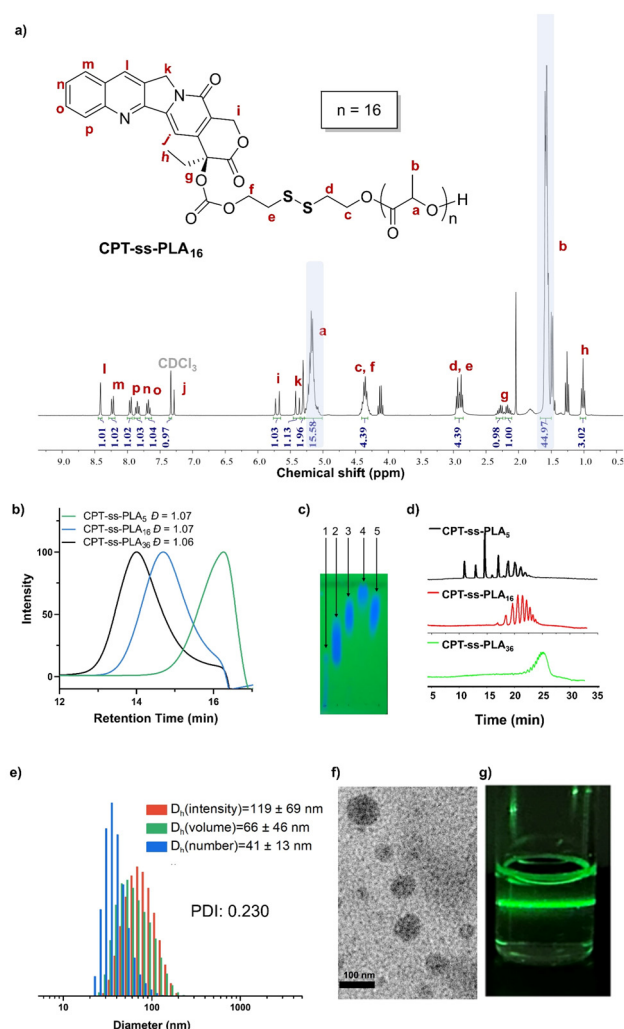 a)
m
l
k
n
o
p
N
N
O
i
n = 16
j
O
h
O
g
O
O
b
f
S
S
d
O
H
O
O
e
c
O
a
O
n
CPT-ss-PLA16
b
a
CDCl3
l
h
m
i
k
c, f
d, e
p n o
j
g
1.01
1.02
1.02
1.03
1.04
0.97
1.03
1.13
1.96
15.58
4.39
4.39
0.98
1.00
44.97
3.02
9.0 8.5 8.0 7.5 7.0 6.5 6.0 5.5 5.0 4.5 4.0 3.5 3.0 2.5 2.0 1.5 1.0 0.5
Chemical shift (ppm)
b)
CPT-ss-PLA5 Đ = 1.07
CPT-ss-PLA16 Đ = 1.07
CPT-ss-PLA36 Đ = 1.06
100
50
0
Intensity
12 14 16
Retention Time (min)
c)
1 2 3 4 5
d)
CPT-ss-PLA5
CPT-ss-PLA16
CPT-ss-PLA36
5 10 15 20 25 30 35
Time (min)
e)
Dh(intensity)=119 ± 69 nm
Dh(volume)=66 ± 46 nm
Dh(number)=41 ± 13 nm
PDI: 0.230
10 100 1000
Diameter (nm)
f)
100 nm
g)